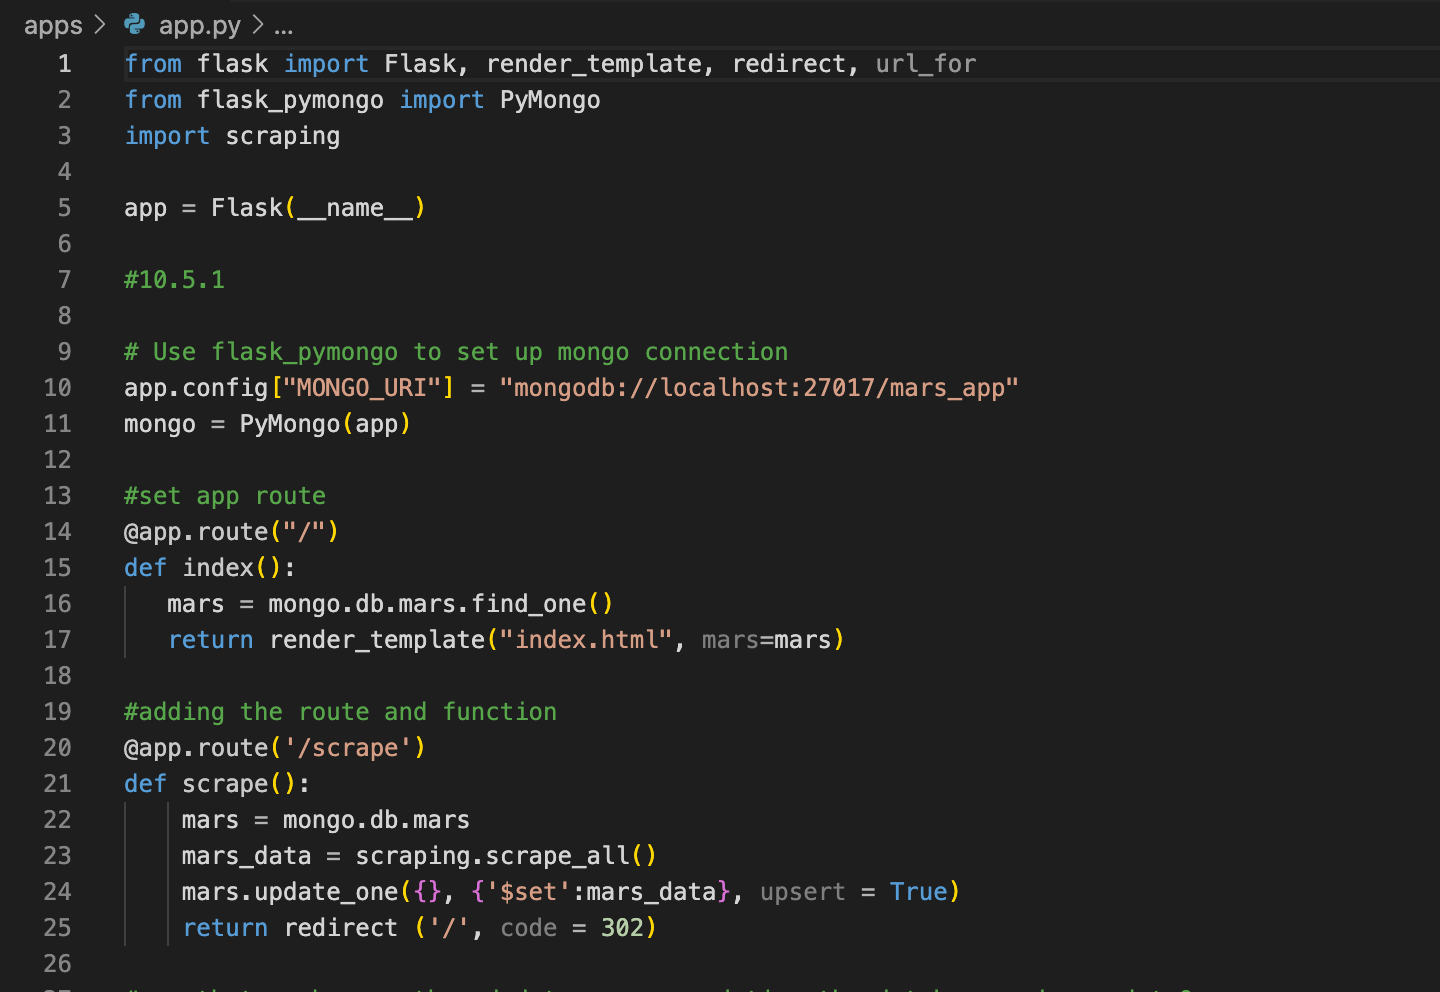 apps > app.py > ...
1 from flask import Flask, render_template, redirect, url_for
2 from flask_pymongo import PyMongo
3 import scraping
4
5 app = Flask(__name__)
6
7 #10.5.1
8
9 # Use flask_pymongo to set up mongo connection
10 app.config["MONGO_URI"] = "mongodb://localhost:27017/mars_app"
11 mongo = PyMongo(app)
12
13 #set app route
14 @app.route("/")
15 def index():
16    mars = mongo.db.mars.find_one()
17    return render_template("index.html", mars=mars)
18
19 #adding the route and function
20 @app.route('/scrape')
21 def scrape():
22     mars = mongo.db.mars
23     mars_data = scraping.scrape_all()
24     mars.update_one({}, {'$set':mars_data}, upsert = True)
25     return redirect ('/', code = 302)
26